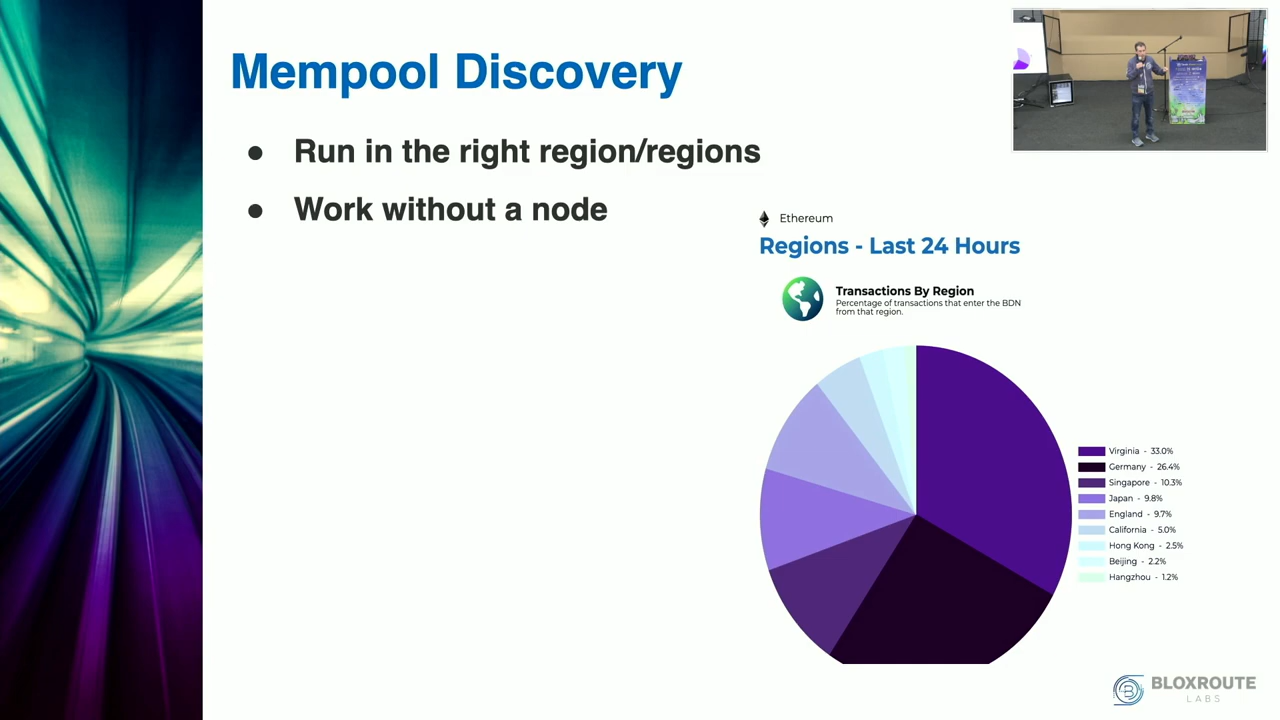 Mempool Discovery
● Run in the right region/regions
● Work without a node
Ethereum
Regions - Last 24 Hours
Transactions By Region
Percentage of transactions that enter the BDN
from that region.
Virginia - 33.0%
Germany - 26.4%
Singapore - 10.3%
Japan - 9.8%
England - 9.7%
California - 5.0%
Hong Kong - 2.5%
Beijing - 2.2%
Hangzhou - 1.2%
BLOXROUTE
LABS